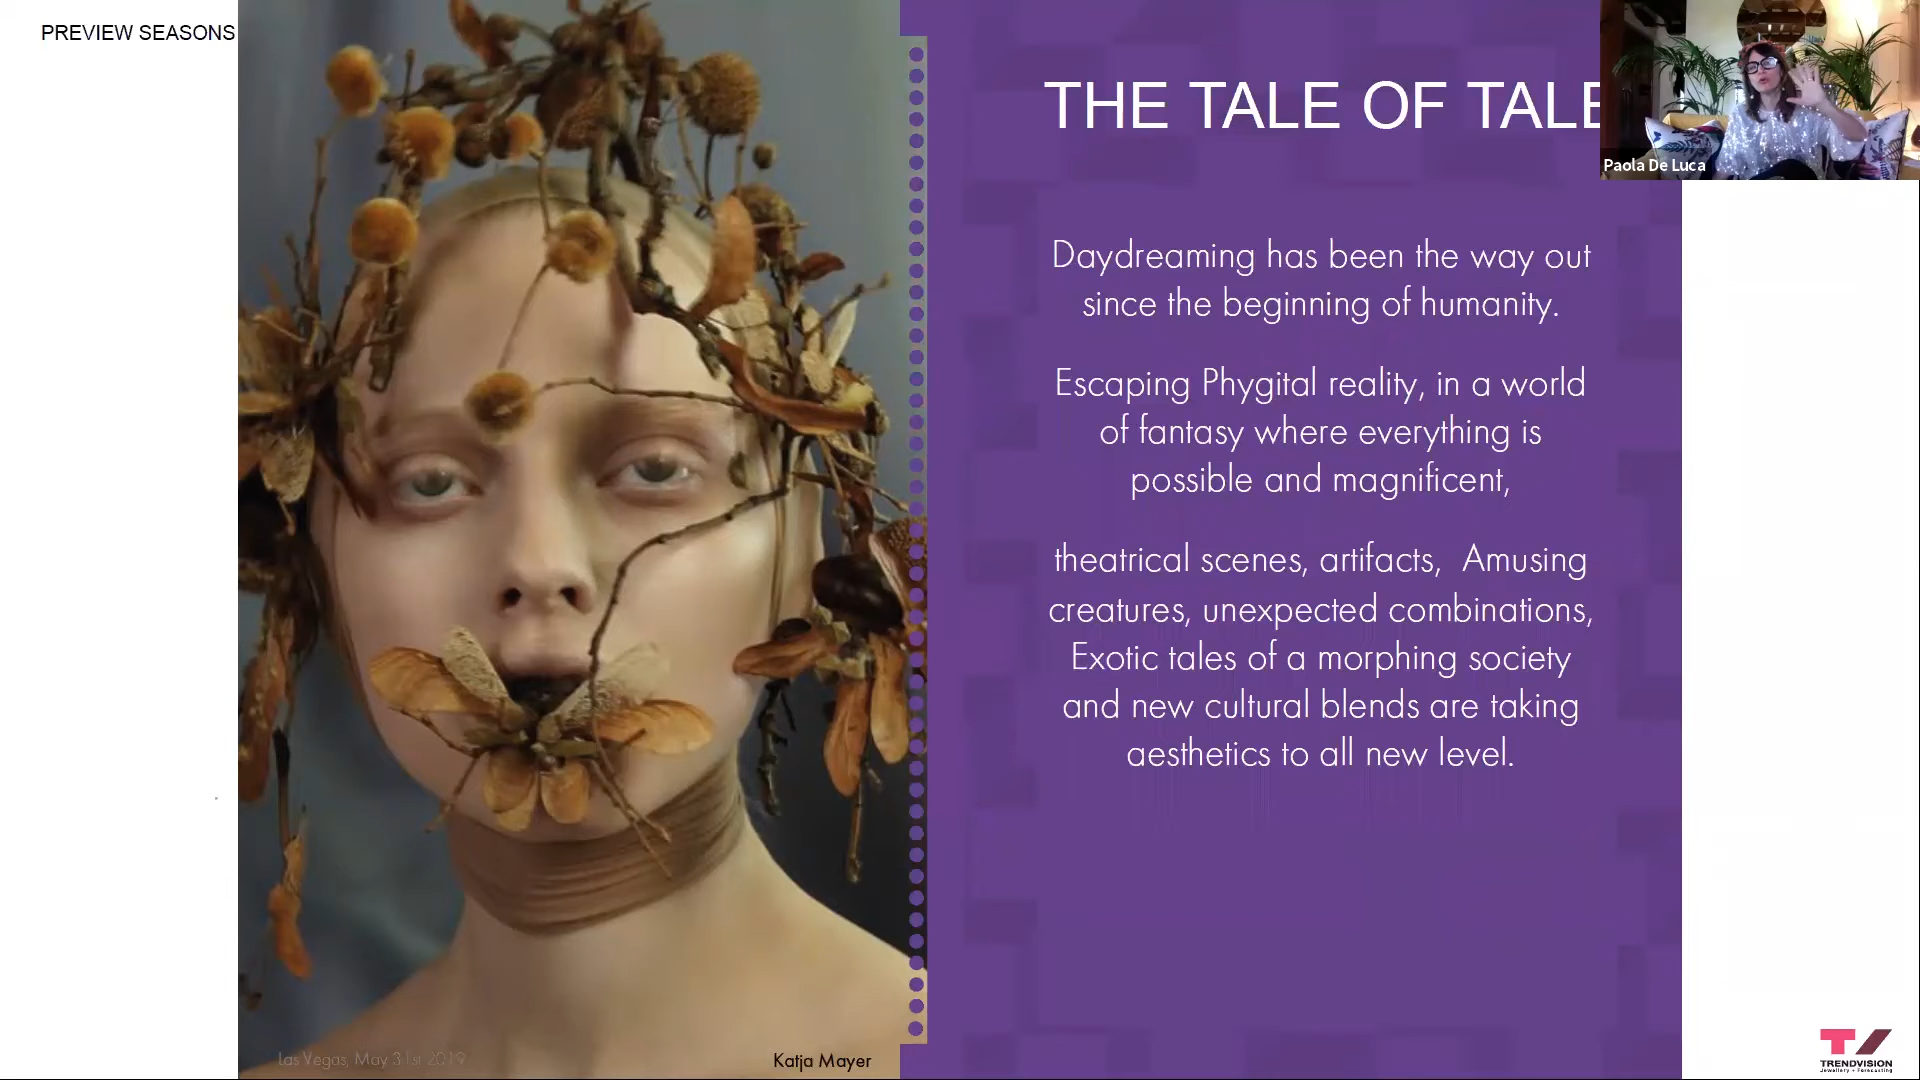 PREVIEW SEASONS
THE TALE OF TALE
Paola De Luca
Daydreaming has been the way out
since the beginning of humanity.
Escaping Phygital reality, in a world
of fantasy where everything is
possible and magnificent,
theatrical scenes, artifacts, Amusing
creatures, unexpected combinations,
Exotic tales of a morphing society
and new cultural blends are taking
aesthetics to all new level.
Las Vegas, May 31st 2019
Katja Mayer
TRENDVISION
Jewellery + Forecasting